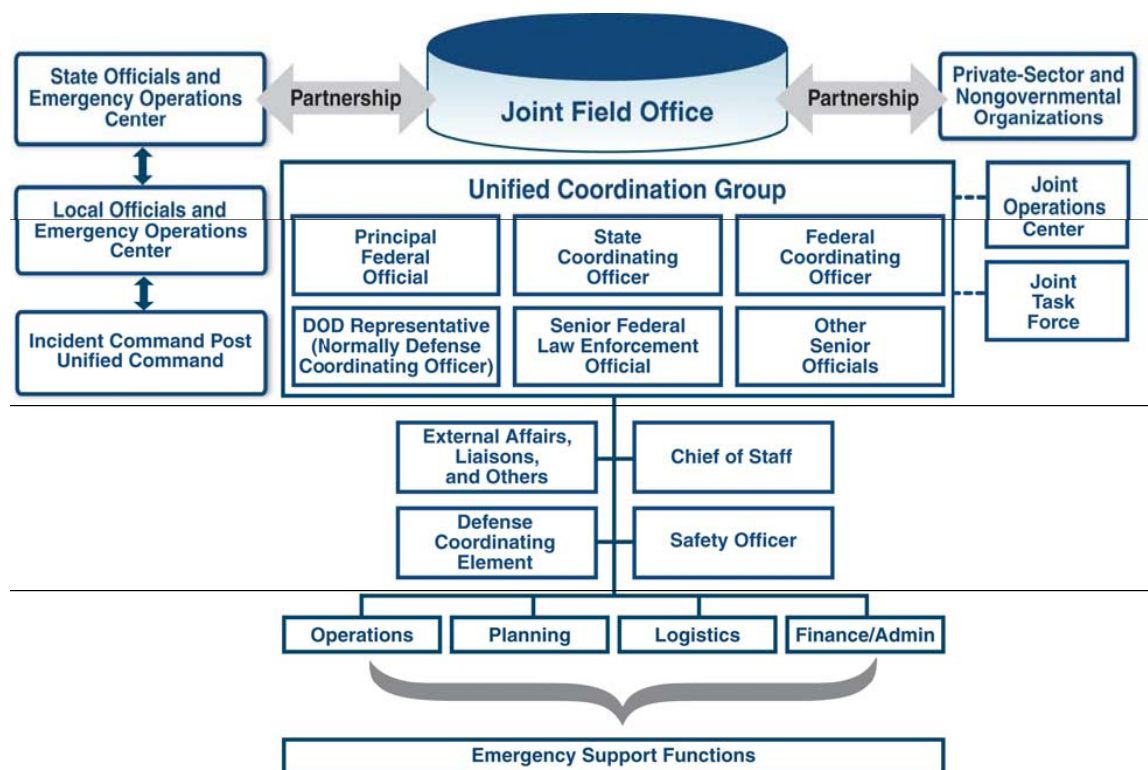 State Officials and
Emergency Operations
Center
Partnership
Joint Field Office
Partnership
Private-Sector and
Nongovernmental
Organizations
Local Officials and
Emergency Operations
Center
Incident Command Post
Unified Command
Unified Coordination Group
Principal
Federal
Official
State
Coordinating
Officer
Federal
Coordinating
Officer
DOD Representative
(Normally Defense
Coordinating Officer)
Senior Federal
Law Enforcement
Official
Other
Senior
Officials
Joint
Operations
Center
Joint
Task
Force
External Affairs,
Liaisons,
and Others
Chief of Staff
Defense
Coordinating
Element
Safety Officer
Operations
Planning
Logistics
Finance/Admin
Emergency Support Functions